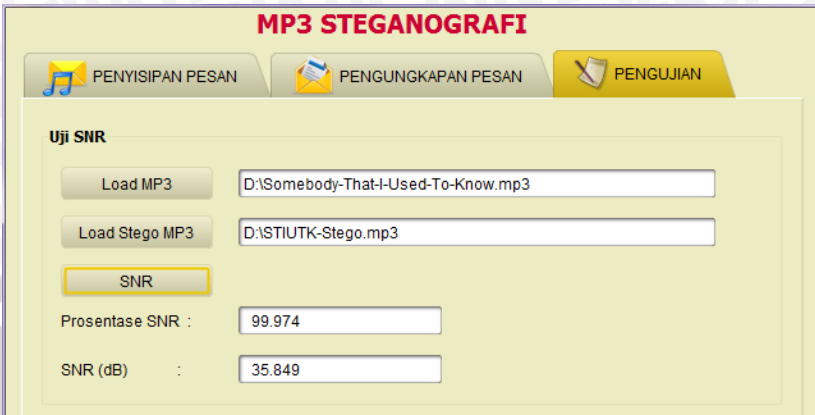 MP3 STEGANOGRAFI
PENYISIPAN PESAN PENGUNGKAPAN PESAN PENGUJIAN
Uji SNR
Load MP3 D:\Somebody-That-I-Used-To-Know.mp3
Load Stego MP3 D:\STIUTK-Stego.mp3
SNR
Prosentase SNR : 99.974
SNR (dB) : 35.849